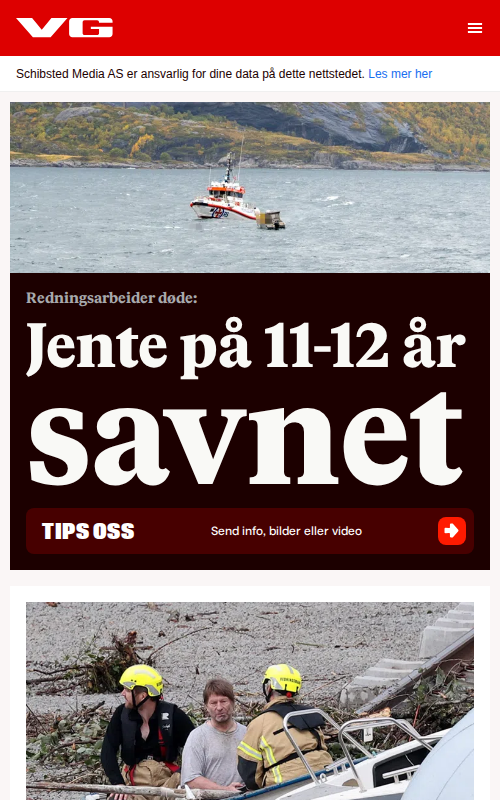 VG
Schibsted Media AS er ansvarlig for dine data på dette nettstedet. Les mer her
Redningsarbeider døde:
Jente på 11-12 år
savnet
TIPS OSS
Send info, bilder eller video